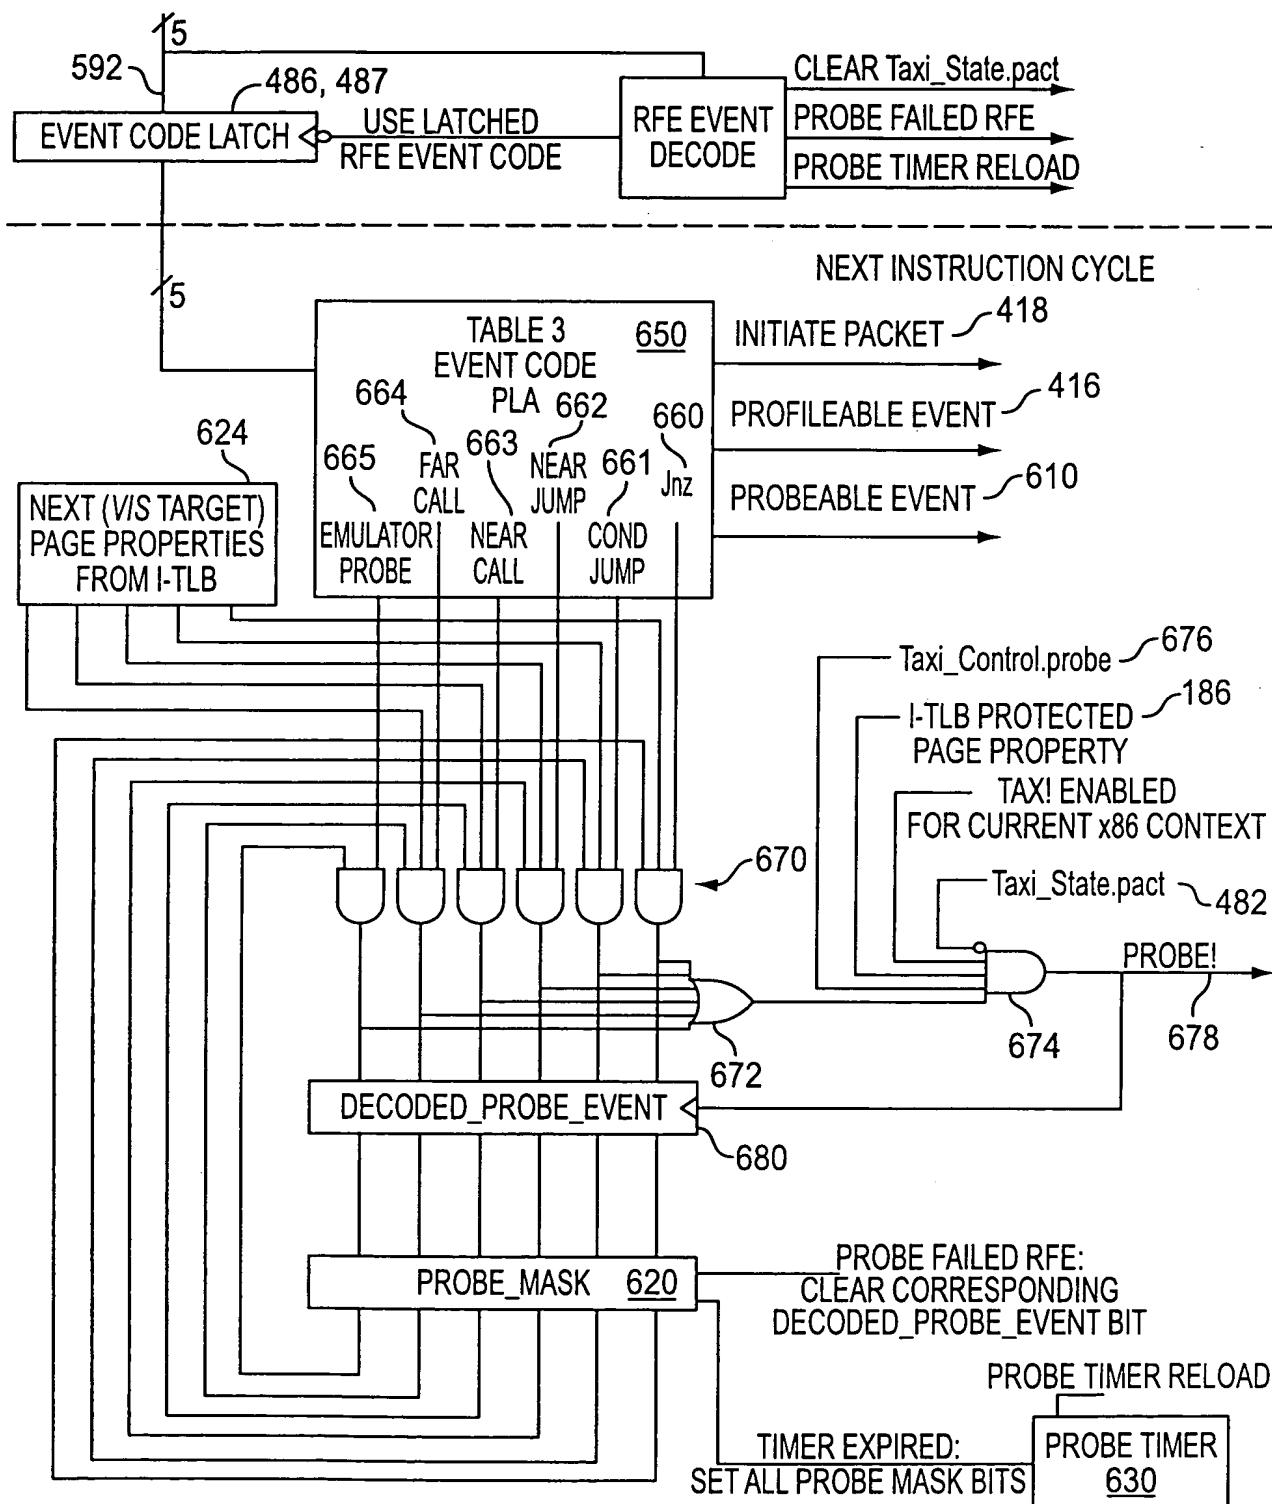 5
592
486, 487
EVENT CODE LATCH
USE LATCHED
RFE EVENT CODE
RFE EVENT
DECODE
CLEAR Taxi_State.pact
PROBE FAILED RFE
PROBE TIMER RELOAD
NEXT INSTRUCTION CYCLE
5
TABLE 3
EVENT CODE
PLA
650
INITIATE PACKET
418
PROFILEABLE EVENT
416
PROBEABLE EVENT
610
664
662
660
665
663
661
FAR
CALL
NEAR
JUMP
Jnz
EMULATOR
PROBE
NEAR
CALL
COND
JUMP
624
NEXT (V/S TARGET)
PAGE PROPERTIES
FROM I-TLB
Taxi_Control.probe
676
I-TLB PROTECTED
PAGE PROPERTY
186
TAX! ENABLED
FOR CURRENT x86 CONTEXT
Taxi_State.pact
482
670
PROBE!
672
674
678
DECODED_PROBE_EVENT
680
PROBE_MASK 620
PROBE FAILED RFE:
CLEAR CORRESPONDING
DECODED_PROBE_EVENT BIT
PROBE TIMER RELOAD
TIMER EXPIRED:
SET ALL PROBE MASK BITS
PROBE TIMER
630